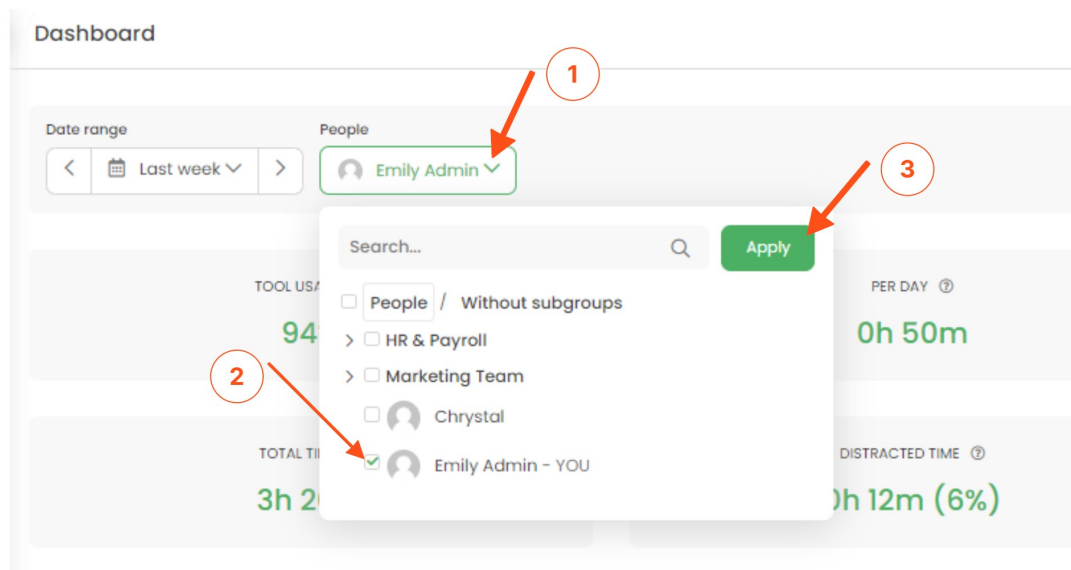 Dashboard
1
Date range
People
Last week
Emily Admin
3
Search...
Apply
TOOL
PER DAY
94
0h 50m
People / Without subgroups
HR & Payroll
Marketing Team
2
Chrystal
Emily Admin - YOU
TOTAL
DISTRACTED TIME
3h 2
0h 12m (6%)